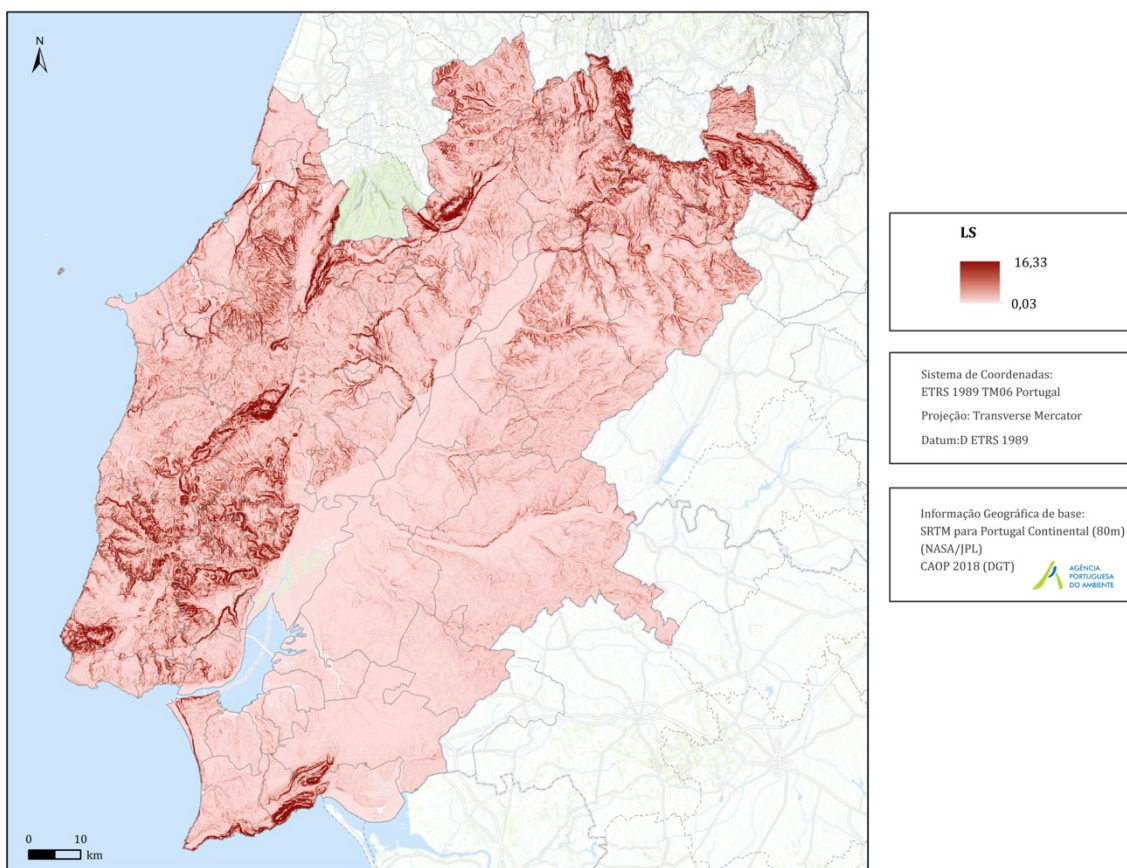 N
0 10
km
LS
16,33
0,03
Sistema de Coordenadas:
ETRS 1989 TM06 Portugal
Projeção: Transverse Mercator
Datum:D ETRS 1989
Informação Geográfica de base:
SRTM para Portugal Continental (80m)
(NASA/JPL)
CAOP 2018 (DGT)
AGÊNCIA
PORTUGUESA
DO AMBIENTE